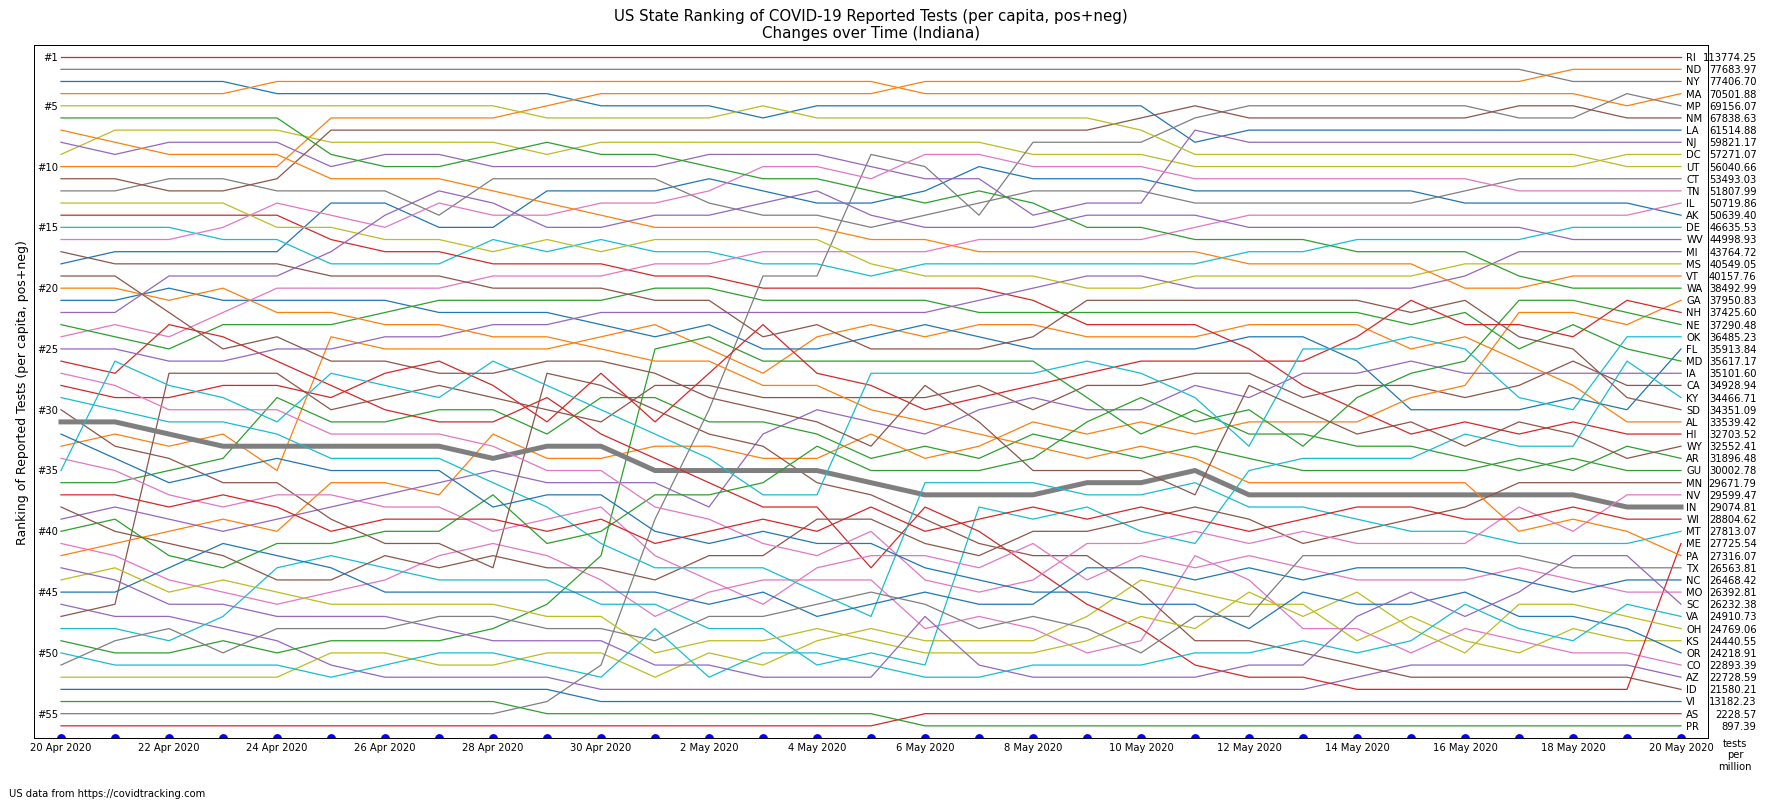 US State Ranking of COVID-19 Reported Tests (per capita, pos+neg)
Changes over Time (Indiana)
Ranking of Reported Tests (per capita, pos+neg)
#1
#5
#10
#15
#20
#25
#30
#35
#40
#45
#50
#55
RI 113774.25
ND 77683.97
NY 77406.70
MA 70501.88
MP 69156.07
NM 67838.63
LA 61514.88
NJ 59821.17
DC 57271.07
UT 56040.66
CT 53493.03
TN 51807.99
IL 50719.86
AK 50639.40
DE 46635.53
WV 44998.93
MI 43764.72
MS 40549.05
VT 40157.76
WA 38492.99
GA 37950.83
NH 37425.60
NE 37290.48
OK 36485.23
FL 35913.84
MD 35617.17
IA 35101.60
CA 34928.94
KY 34466.71
SD 34351.09
AL 33539.42
HI 32703.52
WY 32552.41
AR 31896.48
GU 30002.78
MN 29671.79
NV 29599.47
IN 29074.81
WI 28804.62
MT 27813.07
ME 27725.54
PA 27316.07
TX 26563.81
NC 26468.42
MO 26392.81
SC 26232.38
VA 24910.73
OH 24769.06
KS 24440.55
OR 24218.91
CO 22893.39
AZ 22728.59
ID 21580.21
VI 13182.23
AS 2228.57
PR 897.39
20 Apr 2020 22 Apr 2020 24 Apr 2020 26 Apr 2020 28 Apr 2020 30 Apr 2020 2 May 2020 4 May 2020 6 May 2020 8 May 2020 10 May 2020 12 May 2020 14 May 2020 16 May 2020 18 May 2020 20 May 2020
tests
per
million
US data from https://covidtracking.com